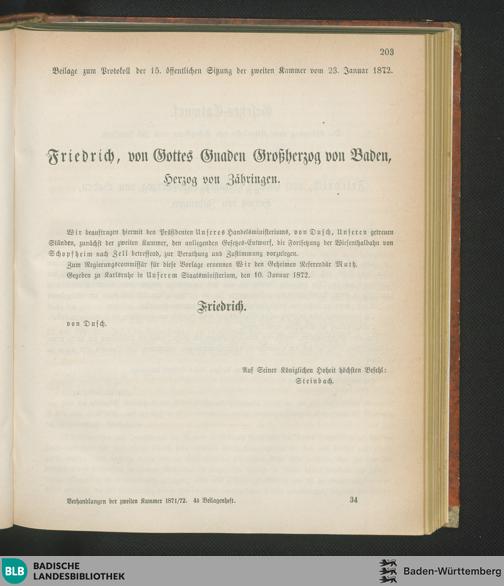 203
Beilage zum Protokoll der 15. öffentlichen Sitzung der zweiten Kammer vom 23. Januar 1872.
Friedrich, von Gottes Gnaden Großherzog von Baden,
Herzog von Zähringen.
Wir beauftragen hiermit den Präsidenten Unseres Handelsministeriums, von Dusch, Unseren getreuen
Ständen, zunächst der zweiten Kammer, den anliegenden Gesetzes-Entwurf, die Fortsetzung der Wiesenthalbahn von
Schopfheim nach Zell betreffend, zur Berathung und Zustimmung vorzulegen.
Zum Regierungscommissär für diese Vorlage ernennen Wir den Geheimen Referendär Muth.
Gegeben zu Karlsruhe in Unserem Staatsministerium, den 10. Januar 1872.
Friedrich.
von Dusch.
Auf Seiner Königlichen Hoheit höchsten Befehl:
Steinbach.
Verhandlungen der zweiten Kammer 1871/72. 4s Beilagenheft. 34
BLB BADISCHE
LANDESBIBLIOTHEK
Baden-Württemberg